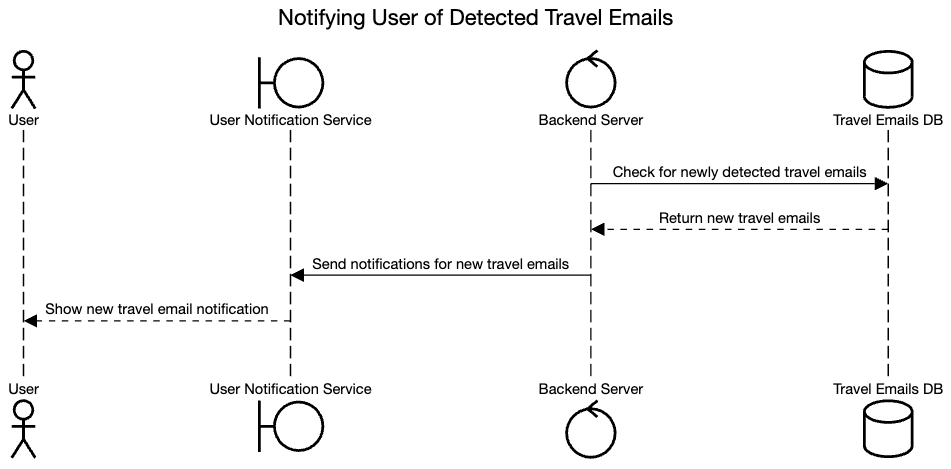 Notifying User of Detected Travel Emails
User
User Notification Service
Backend Server
Travel Emails DB
Check for newly detected travel emails
Return new travel emails
Send notifications for new travel emails
Show new travel email notification
User
User Notification Service
Backend Server
Travel Emails DB